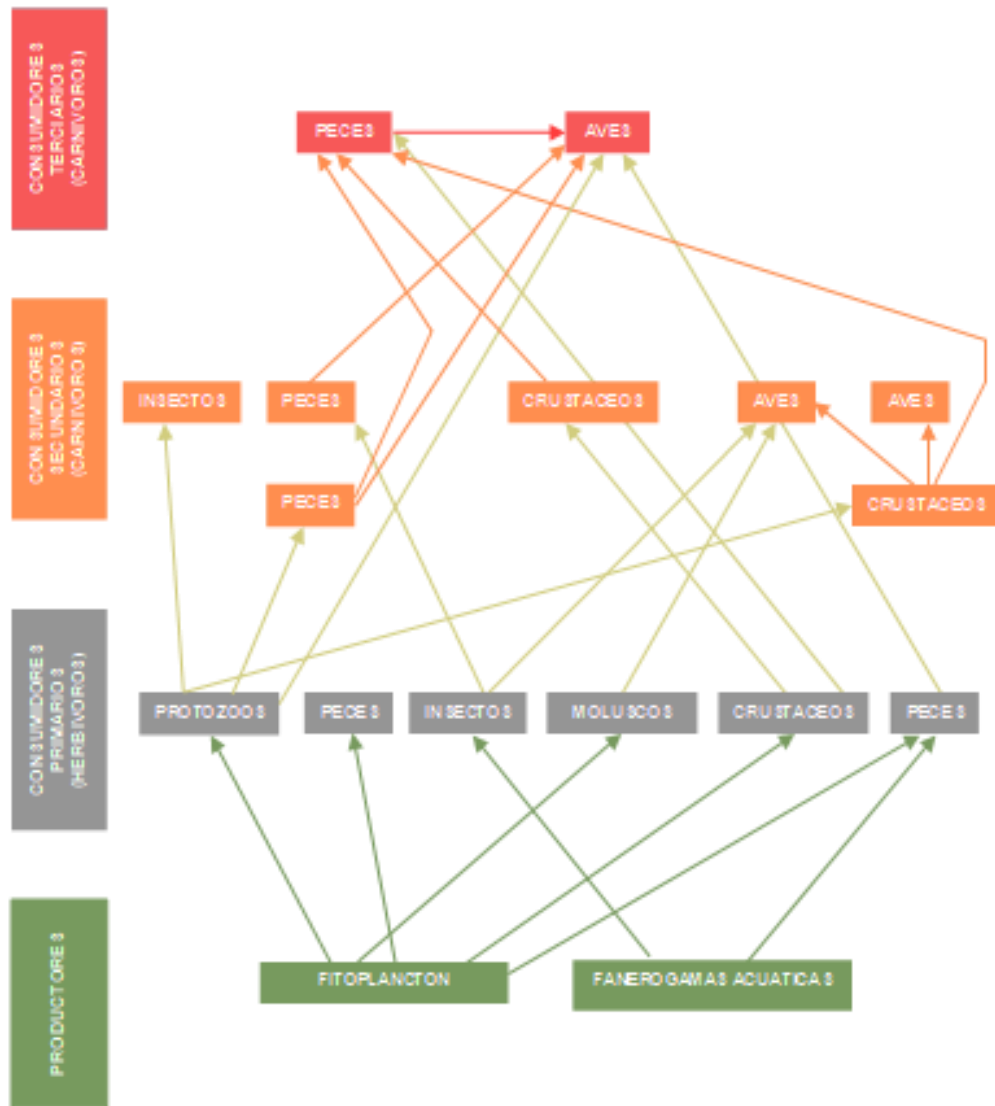 CONSUMIDORES
TERCIARIOS
(CARNIVOROS)
PECES
AVES
CONSUMIDORES
SECUNDARIOS
(CARNIVOROS)
INSECTOS
PECES
CRUSTACEOS
AVES
AVES
PECES
CRUSTACEOS
CONSUMIDORES
PRIMARIOS
(HERBIVOROS)
PROTOZOOS
PECES
INSECTOS
MOLUSCOS
CRUSTACEOS
PECES
PRODUCTORES
FITOPLANCTON
FANEROGAMAS ACUATICAS